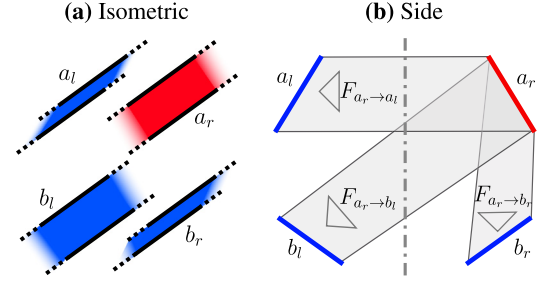 (a) Isometric
(b) Side
a_l
a_r
b_l
b_r
a_l
a_r
F_{a_r→a_l}
F_{a_r→b_l}
F_{a_r→b_r}
b_l
b_r